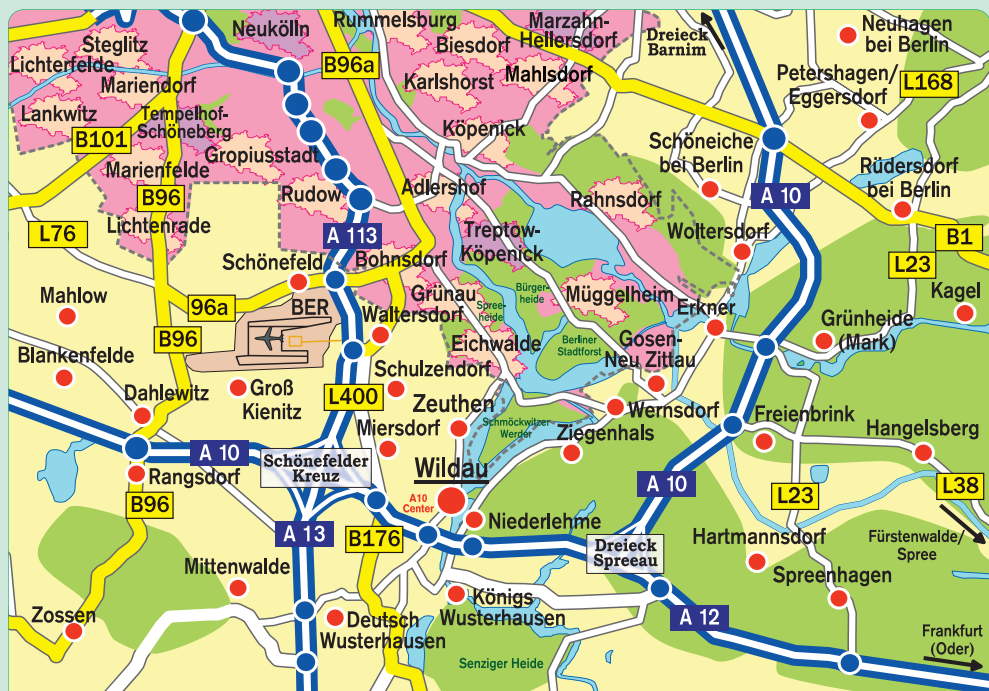 Neukölln
Rummelsburg
Marzahn-
Hellersdorf
Dreieck
Barnim
Neuhagen
bei Berlin
Steglitz
Lichterfelde
Mariendorf
B96a
Biesdorf
Karlshorst
Mahlsdorf
Petershagen/
Eggersdorf
L168
Lankwitz
Tempelhof-
Schöneberg
B101
Gropiusstadt
Köpenick
Schöneiche
bei Berlin
Marienfelde
B96
Rudow
Adlershof
Rahnsdorf
A 10
Rüdersdorf
bei Berlin
Lichtenrade
L76
A 113
Treptow-
Köpenick
Woltersdorf
B1
Schönefeld
Bohnsdorf
L23
Mahlow
96a
BER
Grünau
Waltersdorf
Spree-
heide
Bürger-
heide
Müggelheim
Erkner
Kagel
B96
Eichwalde
Berliner
Stadtforst
Gosen-
Neu Zittau
Grünheide
(Mark)
Blankenfelde
Schulzendorf
Dahlewitz
Groß
Kienitz
L400
Zeuthen
Schmöckwitzer
Werder
Wernsdorf
Freienbrink
Miersdorf
Ziegenhals
Hangelsberg
A 10
Schönefelder
Kreuz
Wildau
Rangsdorf
A10
Center
A 10
L23
L38
B96
A 13
B176
Niederlehme
Dreieck
Spreeau
Hartmannsdorf
Fürstenwalde/
Spree
Mittenwalde
Spreenhagen
Zossen
Deutsch
Wusterhausen
Königs
Wusterhausen
A 12
Senziger Heide
Frankfurt
(Oder)